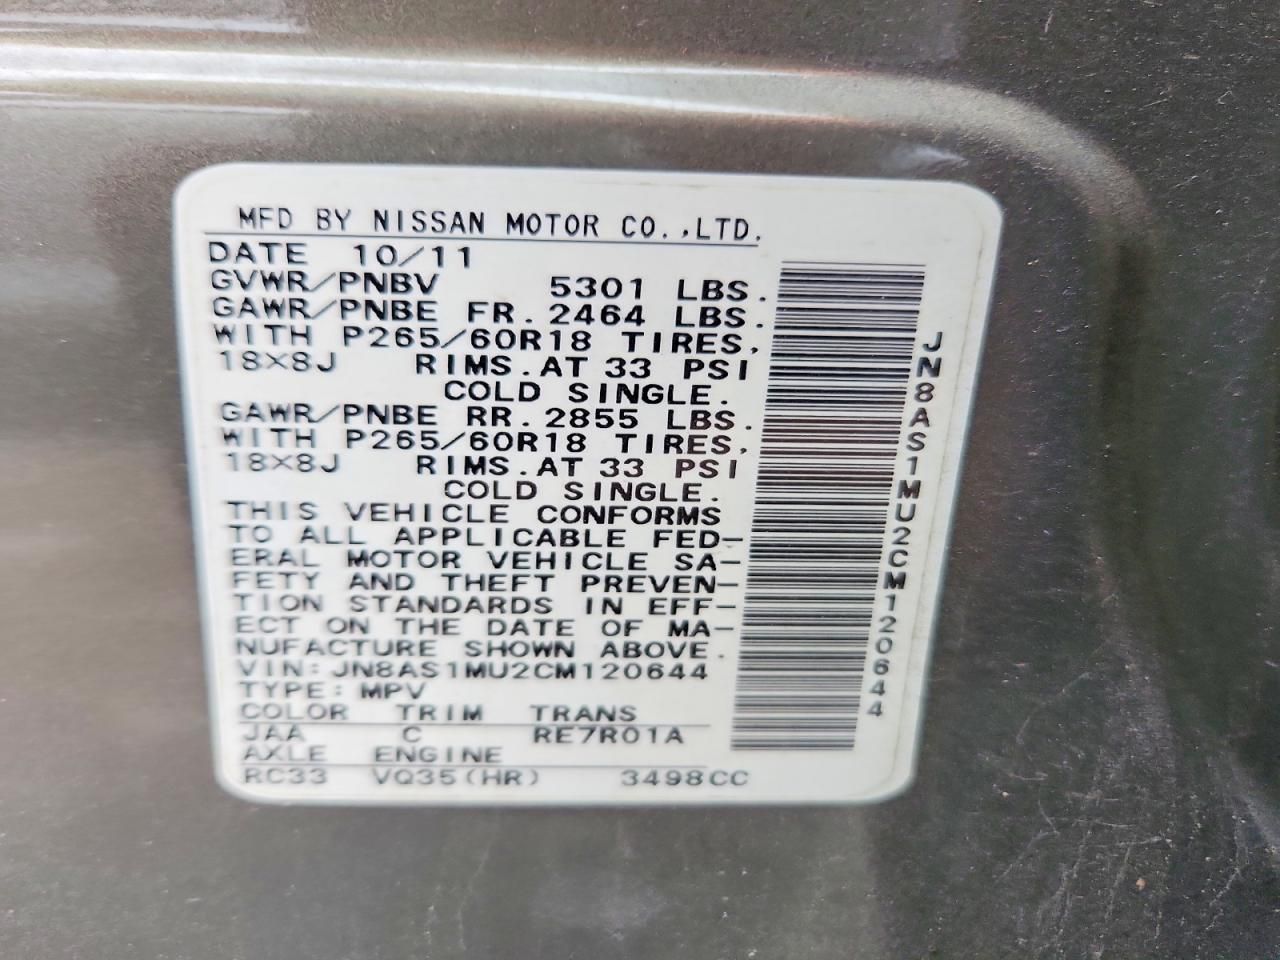 MFD BY NISSAN MOTOR CO.,LTD.
DATE 10/11
GVWR/PNBV 5301 LBS.
GAWR/PNBE FR. 2464 LBS.
WITH P265/60R18 TIRES,
18×8J RIMS. AT 33 PSI
COLD SINGLE.
GAWR/PNBE RR. 2855 LBS.
WITH P265/60R18 TIRES,
18×8J RIMS. AT 33 PSI
COLD SINGLE.
THIS VEHICLE CONFORMS
TO ALL APPLICABLE FED-
ERAL MOTOR VEHICLE SA-
FETY AND THEFT PREVEN-
TION STANDARDS IN EFF-
ECT ON THE DATE OF MA-
NUFACTURE SHOWN ABOVE.
VIN: JN8AS1MU2CM120644
TYPE: MPV
COLOR TRIM TRANS
JAA C RE7R01A
AXLE ENGINE
RC33 VQ35(HR) 3498CC
JN8AS1MU2CM120644